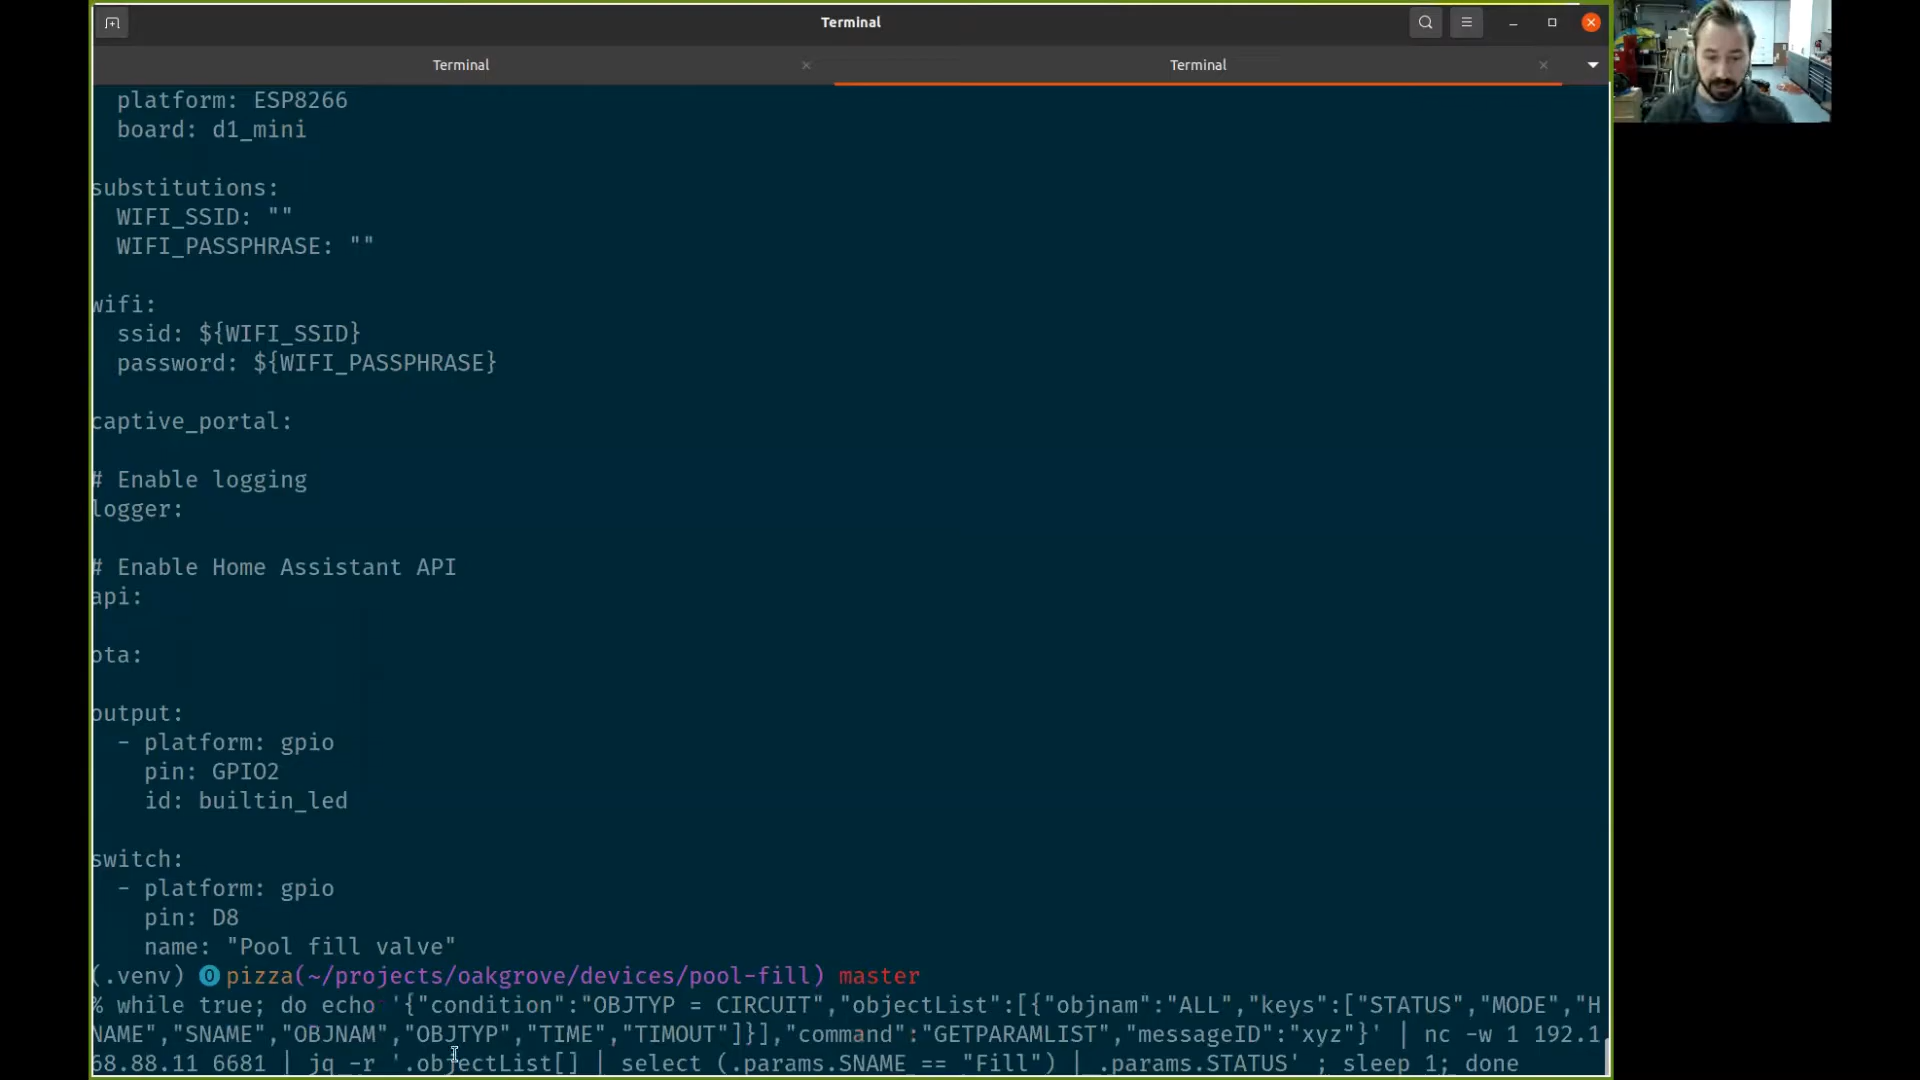 Terminal
Terminal
Terminal
platform: ESP8266
board: d1_mini
substitutions:
WIFI_SSID: ""
WIFI_PASSPHRASE: ""
wifi:
ssid: ${WIFI_SSID}
password: ${WIFI_PASSPHRASE}
captive_portal:
# Enable logging
logger:
# Enable Home Assistant API
api:
ota:
output:
- platform: gpio
pin: GPIO2
id: builtin_led
switch:
- platform: gpio
pin: D8
name: "Pool fill valve"
(.venv) O pizza(~/projects/oakgrove/devices/pool-fill) master
% while true; do echo '{"condition":"OBJTYP = CIRCUIT","objectList":[{"objnam":"ALL","keys":["STATUS","MODE","H
NAME","SNAME","OBJNAM","OBJTYP","TIME","TIMOUT"]}],"command":"GETPARAMLIST","messageID":"xyz"}' | nc -w 1 192.1
68.88.11 6681 | jq -r '.objectList[] | select (.params.SNAME == "Fill") | .params.STATUS' ; sleep 1; done